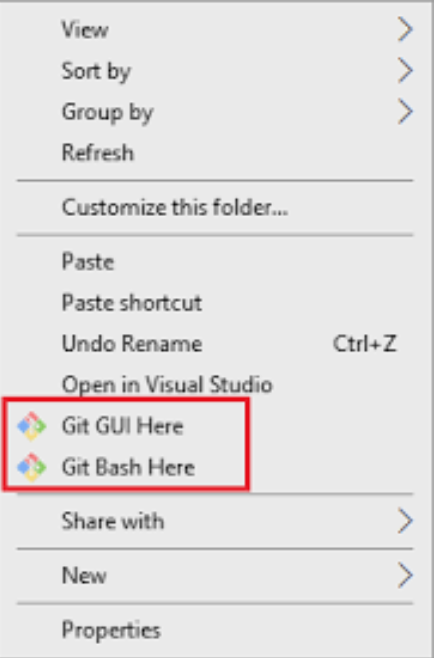 View
Sort by
Group by
Refresh
Customize this folder...
Paste
Paste shortcut
Undo Rename Ctrl+Z
Open in Visual Studio
Git GUI Here
Git Bash Here
Share with
New
Properties